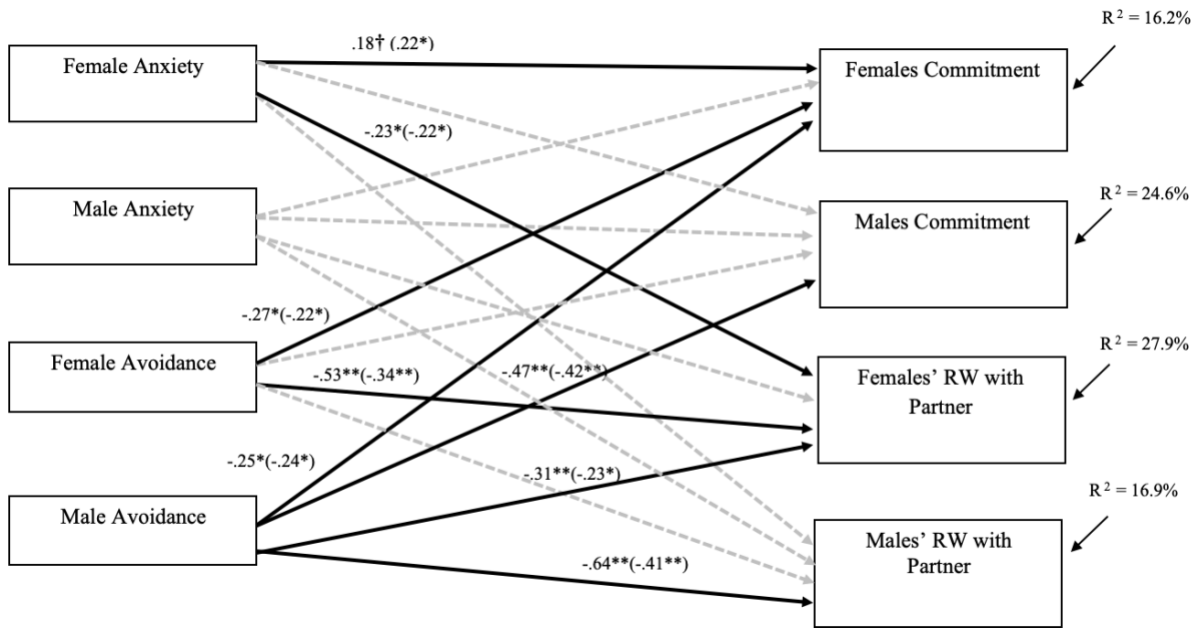 R² = 16.2%
.18† (.22*)
Female Anxiety
Females Commitment
-.23*(-.22*)
Male Anxiety
R² = 24.6%
Males Commitment
-.27*(-.22*)
R² = 27.9%
Female Avoidance
-.53**(-.34**)
-.47**(-.42**)
Females’ RW with
Partner
-.25*(-.24*)
-.31**(-.23*)
R² = 16.9%
Male Avoidance
Males’ RW with
Partner
-.64**(-.41**)